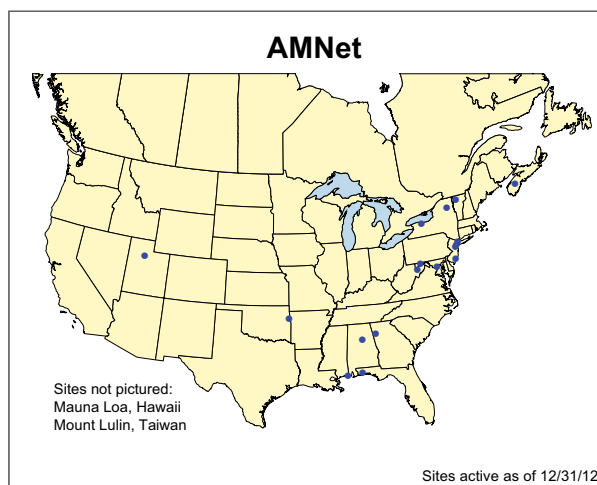 AMNet
Sites not pictured:
Mauna Loa, Hawaii
Mount Lulin, Taiwan
Sites active as of 12/31/12